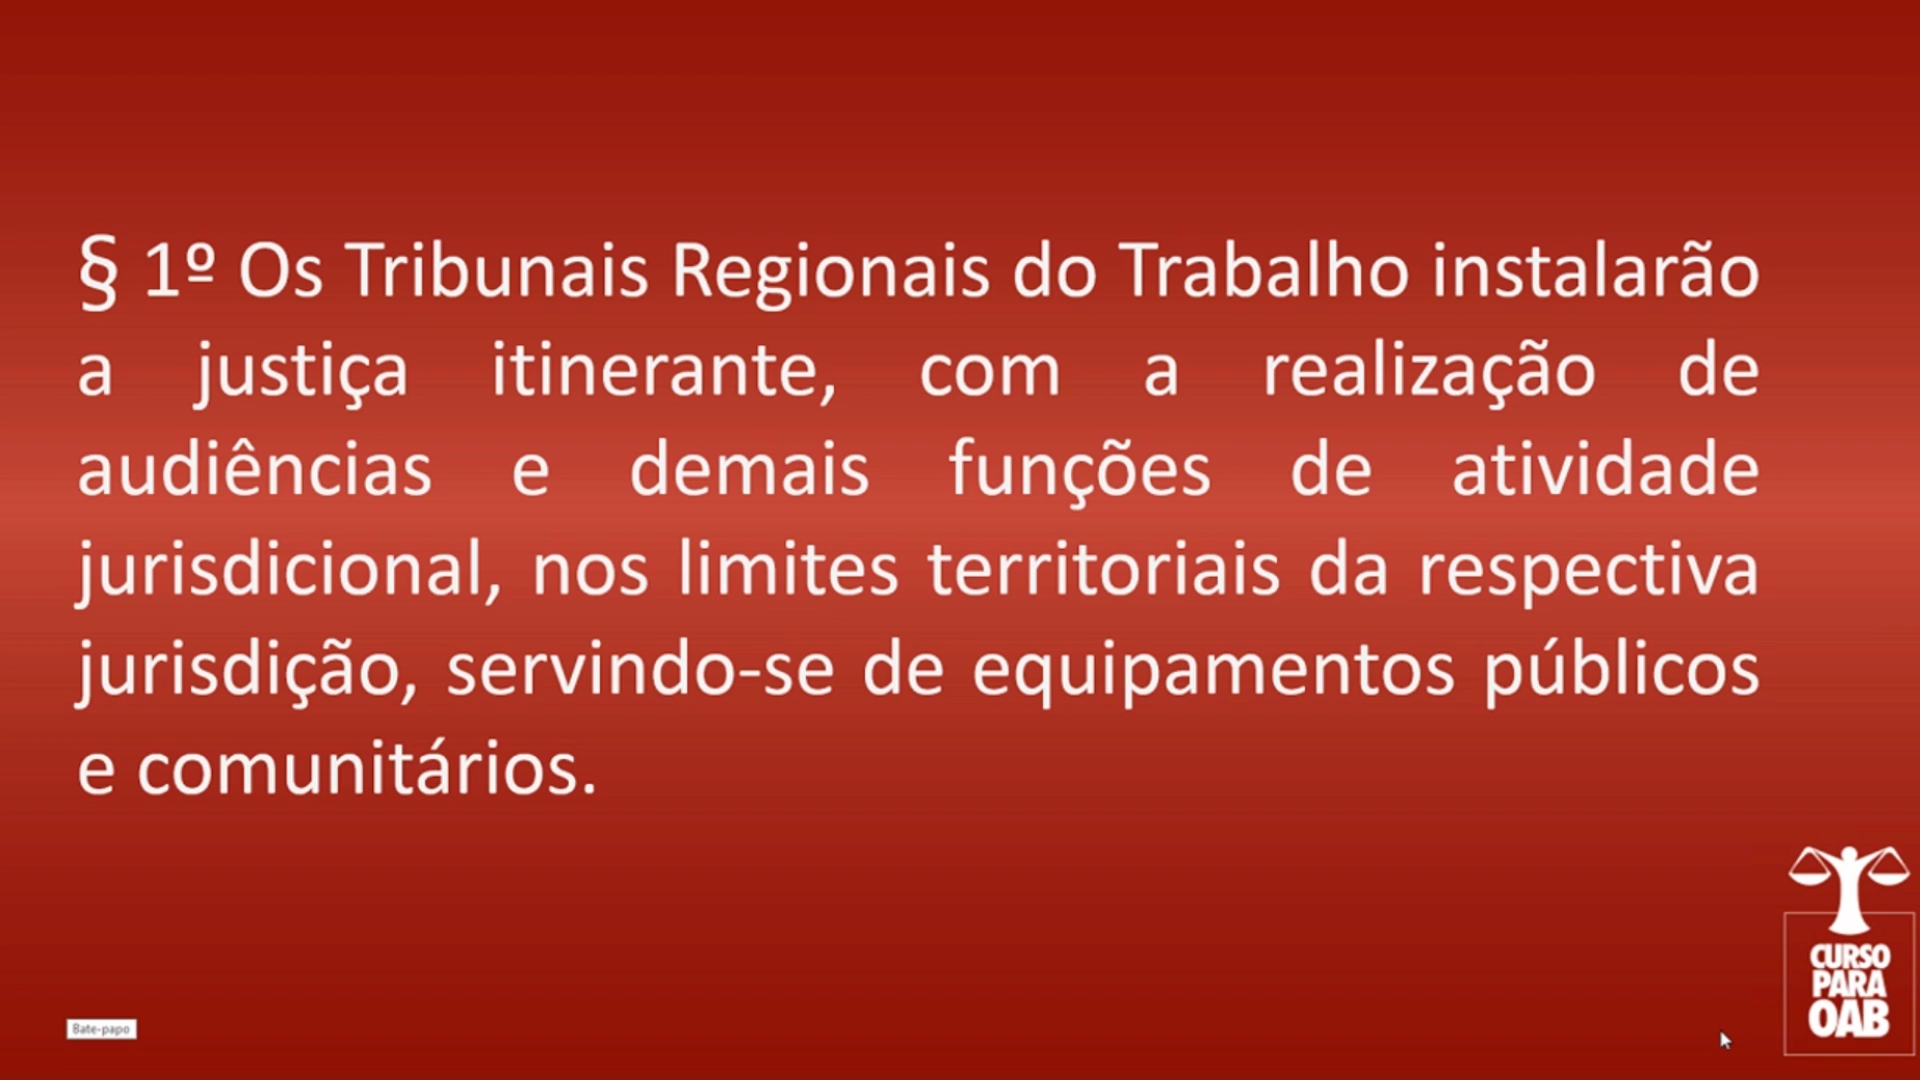 § 1º Os Tribunais Regionais do Trabalho instalarão
a justiça itinerante, com a realização de
audiências e demais funções de atividade
jurisdicional, nos limites territoriais da respectiva
jurisdição, servindo-se de equipamentos públicos
e comunitários.
CURSO
PARA
OAB
Bate-papo